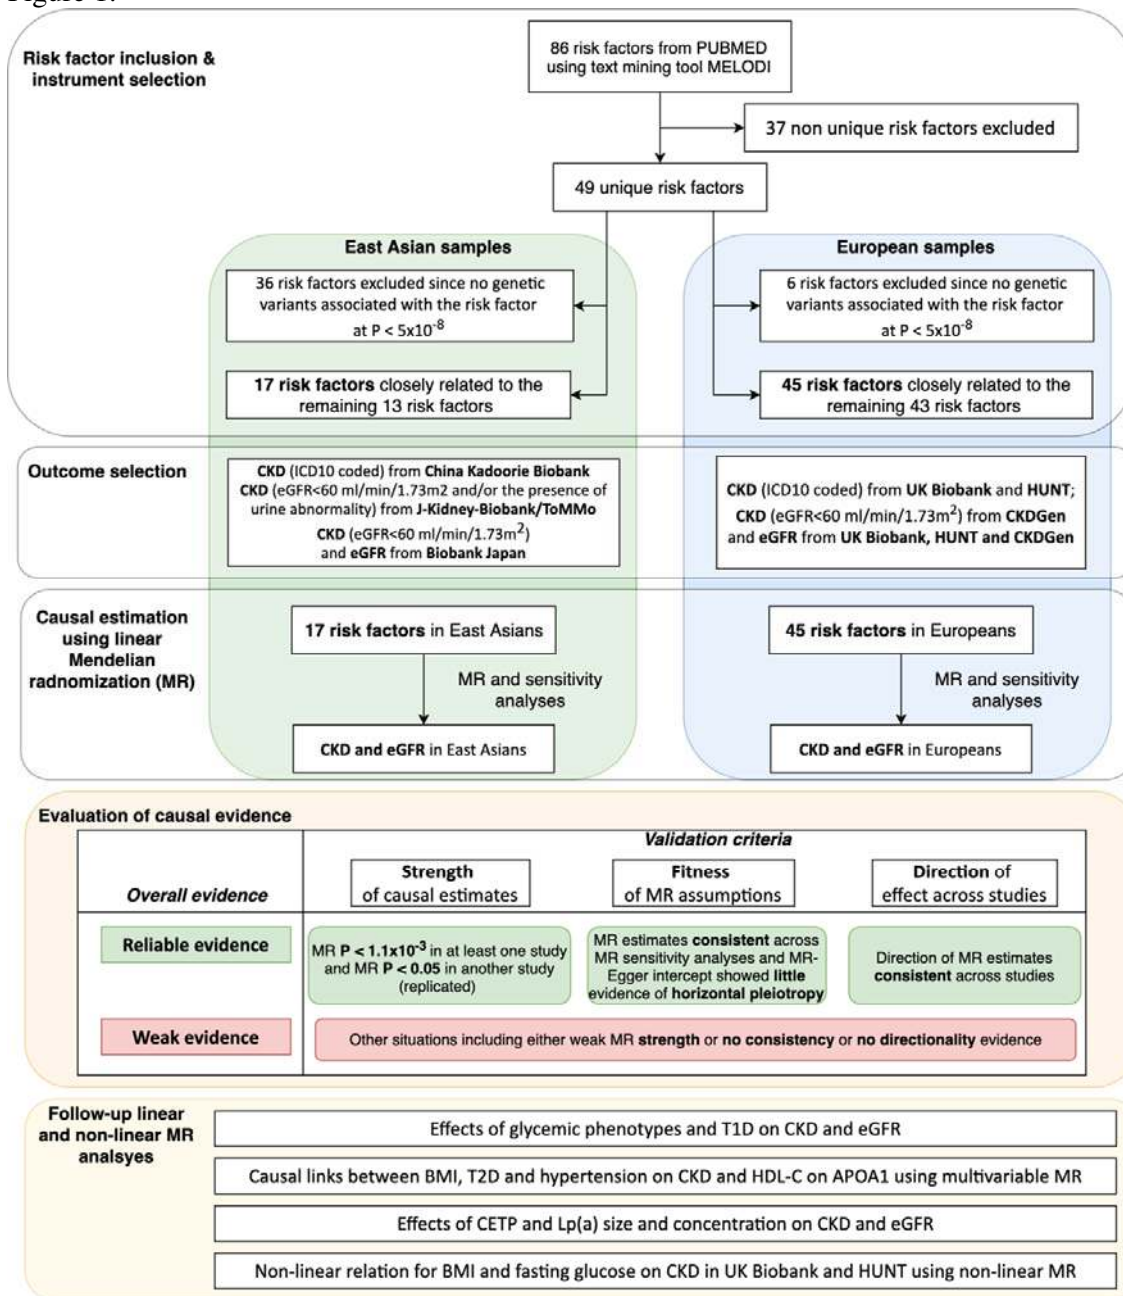 Figure 1.
Risk factor inclusion &
instrument selection
86 risk factors from PUBMED
using text mining tool MELODI
37 non unique risk factors excluded
49 unique risk factors
East Asian samples
36 risk factors excluded since no genetic
variants associated with the risk factor
at P < 5x10^-8
17 risk factors closely related to the
remaining 13 risk factors
European samples
6 risk factors excluded since no genetic
variants associated with the risk factor
at P < 5x10^-8
45 risk factors closely related to
the remaining 43 risk factors
Outcome selection
CKD (ICD10 coded) from China Kadoorie Biobank
CKD (eGFR<60 ml/min/1.73m2 and/or the presence of
urine abnormality) from J-Kidney-Biobank/ToMMo
CKD (eGFR<60 ml/min/1.73m²)
and eGFR from Biobank Japan
CKD (ICD10 coded) from UK Biobank and HUNT;
CKD (eGFR<60 ml/min/1.73m²) from CKDGen
and eGFR from UK Biobank, HUNT and CKDGen
Causal estimation
using linear
Mendelian
radnomization (MR)
17 risk factors in East Asians
MR and sensitivity
analyses
CKD and eGFR in East Asians
45 risk factors in Europeans
MR and sensitivity
analyses
CKD and eGFR in Europeans
Evaluation of causal evidence
Validation criteria
Overall evidence
Strength
of causal estimates
Fitness
of MR assumptions
Direction of
effect across studies
Reliable evidence
MR P < 1.1x10^-3 in at least one study
and MR P < 0.05 in another study
(replicated)
MR estimates consistent across
MR sensitivity analyses and MR-
Egger intercept showed little
evidence of horizontal pleiotropy
Direction of MR estimates
consistent across studies
Weak evidence
Other situations including either weak MR strength or no consistency or no directionality evidence
Follow-up linear
and non-linear MR
analsyes
Effects of glycemic phenotypes and T1D on CKD and eGFR
Causal links between BMI, T2D and hypertension on CKD and HDL-C on APOA1 using multivariable MR
Effects of CETP and Lp(a) size and concentration on CKD and eGFR
Non-linear relation for BMI and fasting glucose on CKD in UK Biobank and HUNT using non-linear MR